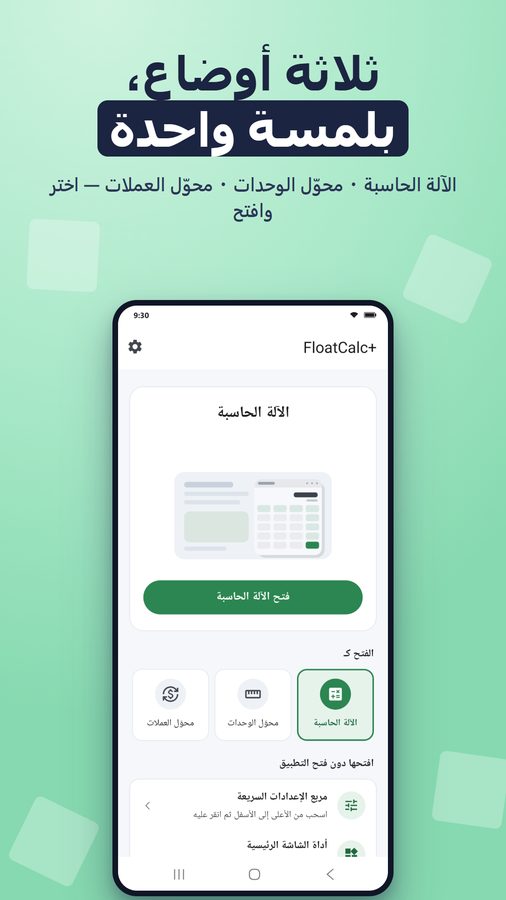 ثلاثة أوضاع،
بلمسة واحدة
الآلة الحاسبة · محوّل الوحدات · محوّل العملات — اختر
وافتح
9:30
FloatCalc+
الآلة الحاسبة
فتح الآلة الحاسبة
الفتح كـ
الآلة الحاسبة
محوّل الوحدات
محوّل العملات
افتحها دون فتح التطبيق
مربع الإعدادات السريعة
اسحب من الأعلى إلى الأسفل ثم انقر عليه
أداة الشاشة الرئيسية